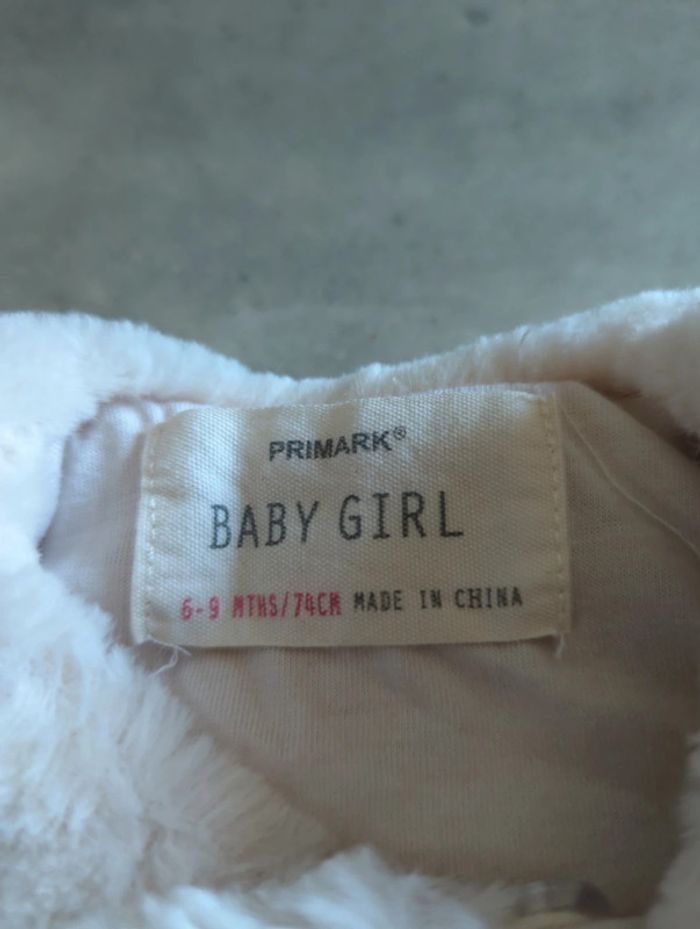 PRIMARK®
BABY GIRL
6-9 MTHS/74CM MADE IN CHINA